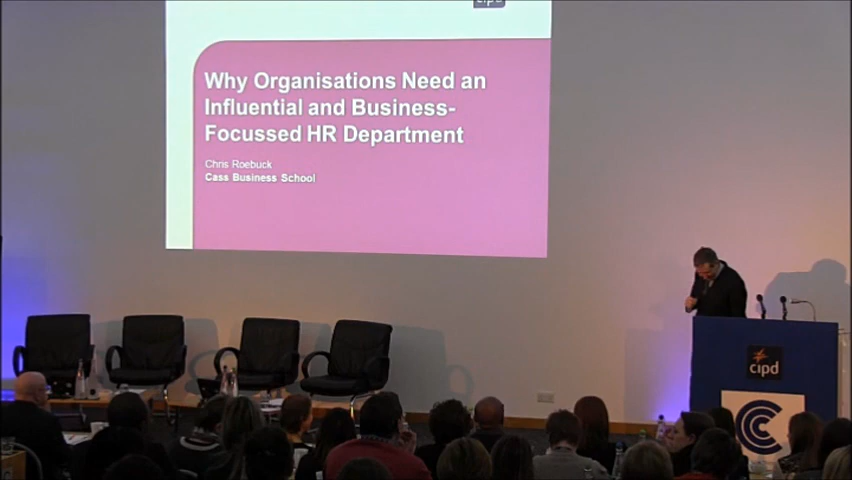 cipd
Why Organisations Need an
Influential and Business-
Focussed HR Department
Chris Roebuck
Cass Business School
cipd